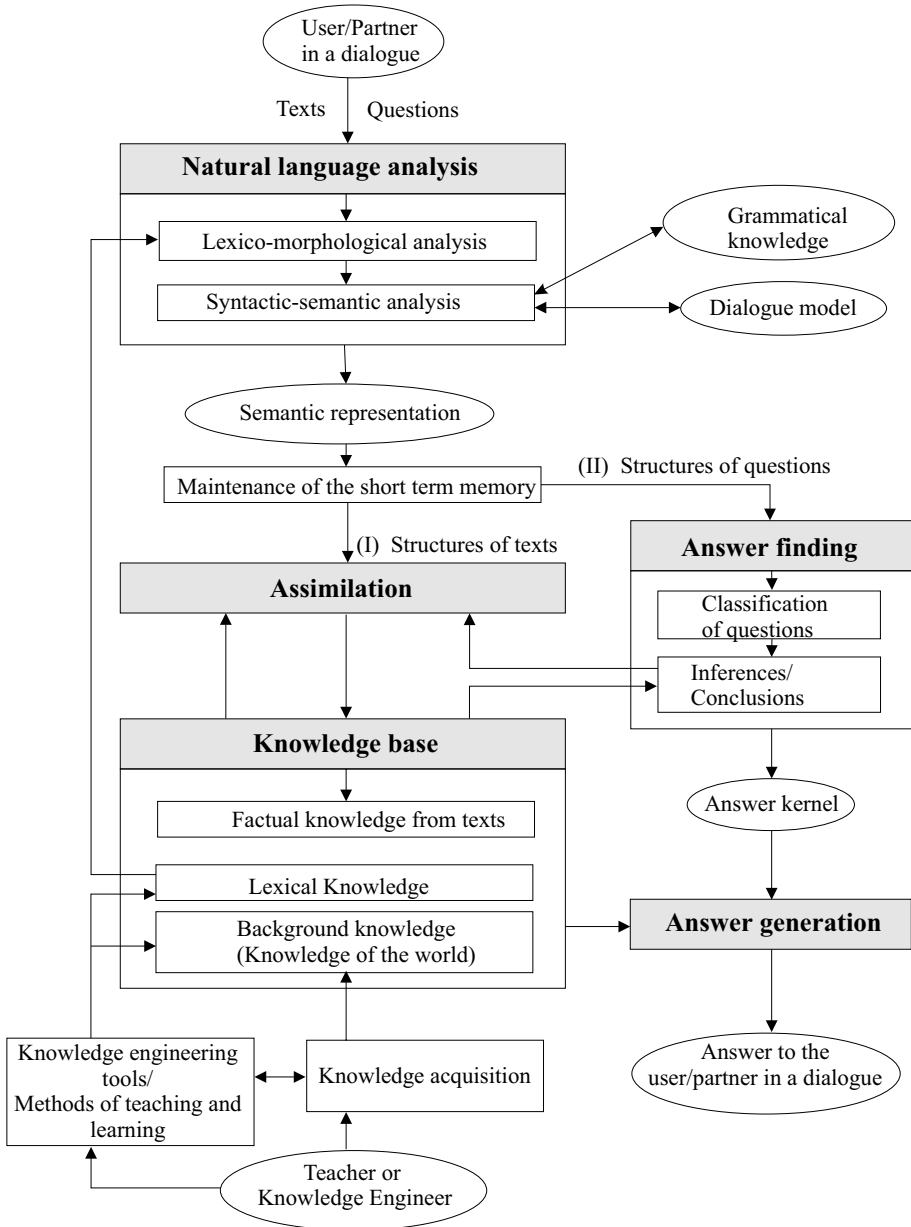 User/Partner
in a dialogue
Texts
Questions
Natural language analysis
Lexico-morphological analysis
Syntactic-semantic analysis
Grammatical
knowledge
Dialogue model
Semantic representation
Maintenance of the short term memory
(II) Structures of questions
(I) Structures of texts
Assimilation
Answer finding
Classification
of questions
Inferences/
Conclusions
Knowledge base
Factual knowledge from texts
Lexical Knowledge
Background knowledge
(Knowledge of the world)
Answer kernel
Answer generation
Knowledge engineering
tools/
Methods of teaching and
learning
Knowledge acquisition
Answer to the
user/partner in a dialogue
Teacher or
Knowledge Engineer